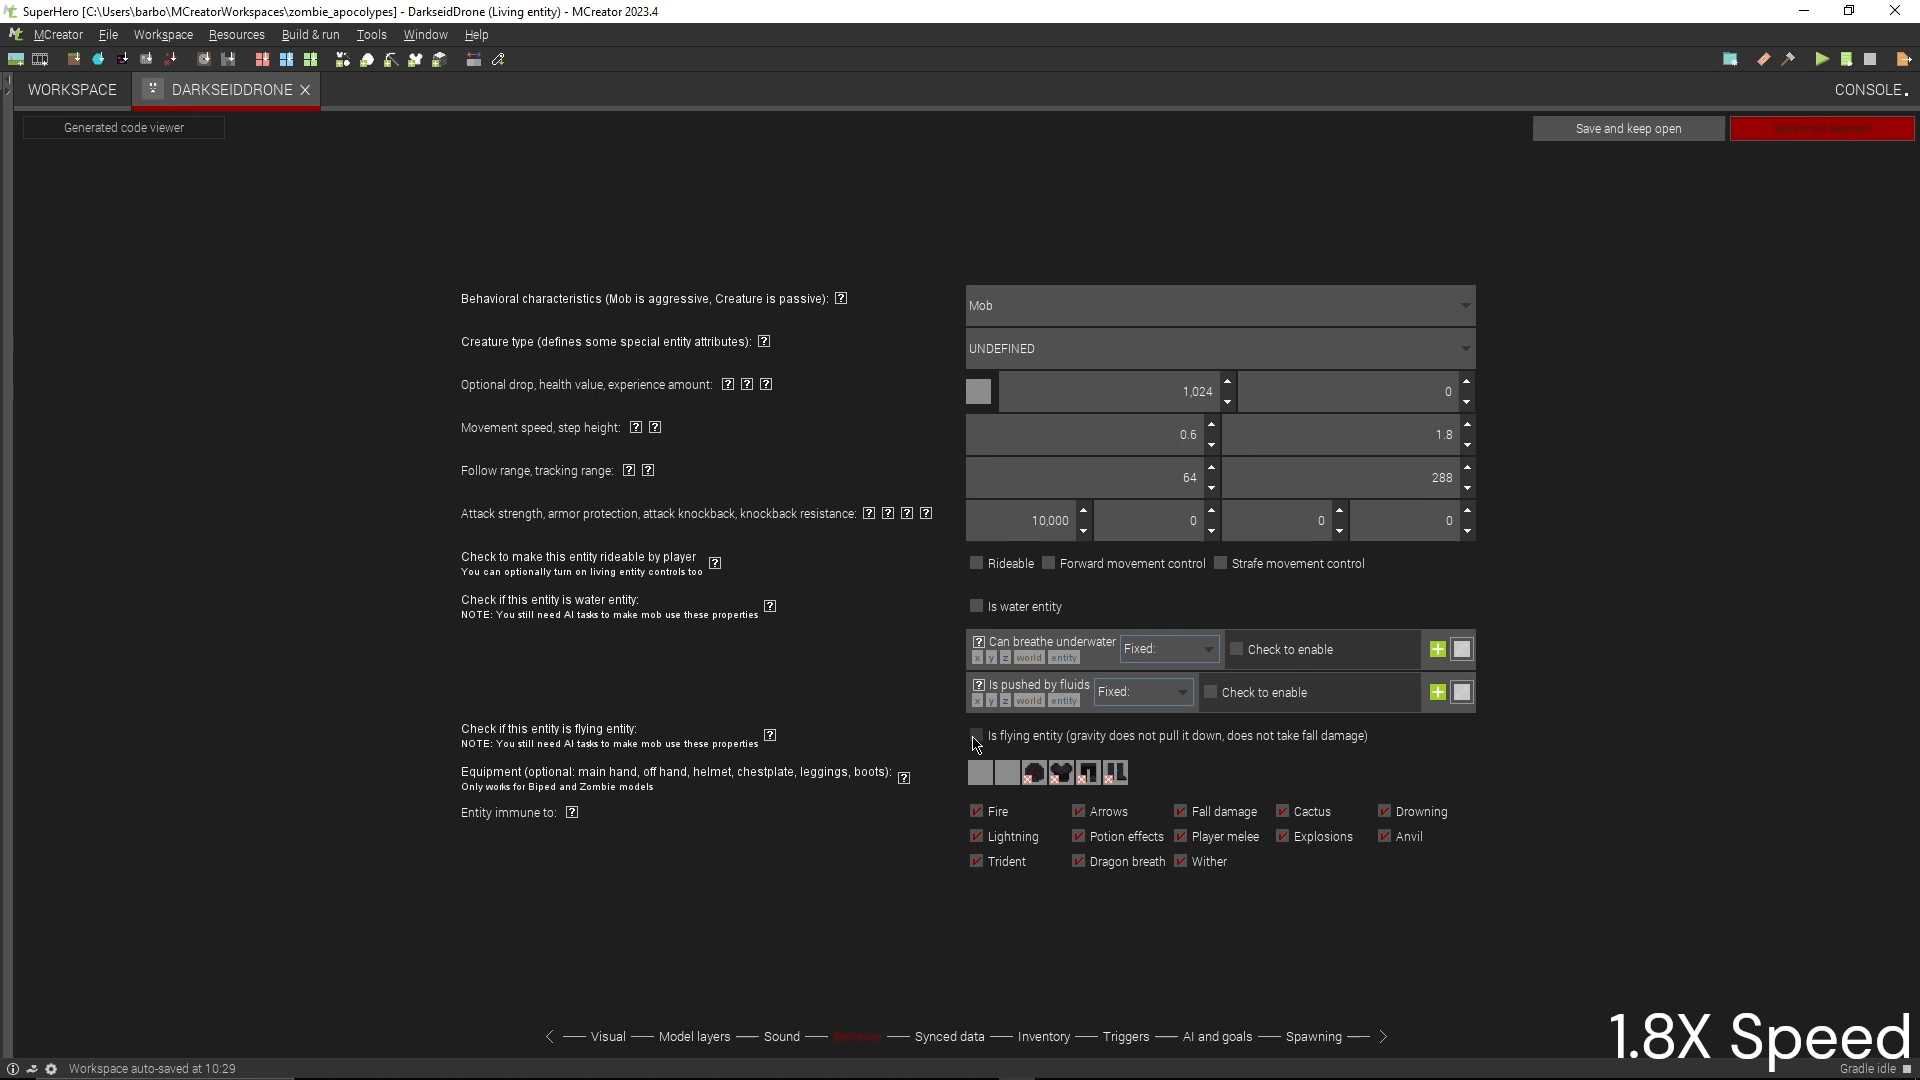 SuperHero [C:\Users\barbo\MCreatorWorkspaces\zombie_apocolypes] - DarkseidDrone (Living entity) - MCreator 2023.4
MCreator File Workspace Resources Build & run Tools Window Help
WORKSPACE DARKSEIDDRONE CONSOLE
Generated code viewer Save and keep open
Behavioral characteristics (Mob is aggressive, Creature is passive): ? Mob
Creature type (defines some special entity attributes): ? UNDEFINED
Optional drop, health value, experience amount: ? ? ? 1,024 0
Movement speed, step height: ? ? 0.6 1.8
Follow range, tracking range: ? ? 64 288
Attack strength, armor protection, attack knockback, knockback resistance: ? ? ? ? 10,000 0 0 0
Check to make this entity rideable by player
You can optionally turn on living entity controls too ? Rideable Forward movement control Strafe movement control
Check if this entity is water entity:
NOTE: You still need AI tasks to make mob use these properties ? Is water entity
? Can breathe underwater Fixed: Check to enable
x y z world entity
? Is pushed by fluids Fixed: Check to enable
x y z world entity
Check if this entity is flying entity:
NOTE: You still need AI tasks to make mob use these properties ? Is flying entity (gravity does not pull it down, does not take fall damage)
Equipment (optional: main hand, off hand, helmet, chestplate, leggings, boots): ?
Only works for Biped and Zombie models
Entity immune to: ? Fire Arrows Fall damage Cactus Drowning
Lightning Potion effects Player melee Explosions Anvil
Trident Dragon breath Wither
Visual Model layers Sound Behavior Synced data Inventory Triggers AI and goals Spawning
1.8X Speed
Workspace auto-saved at 10:29 Gradle idle